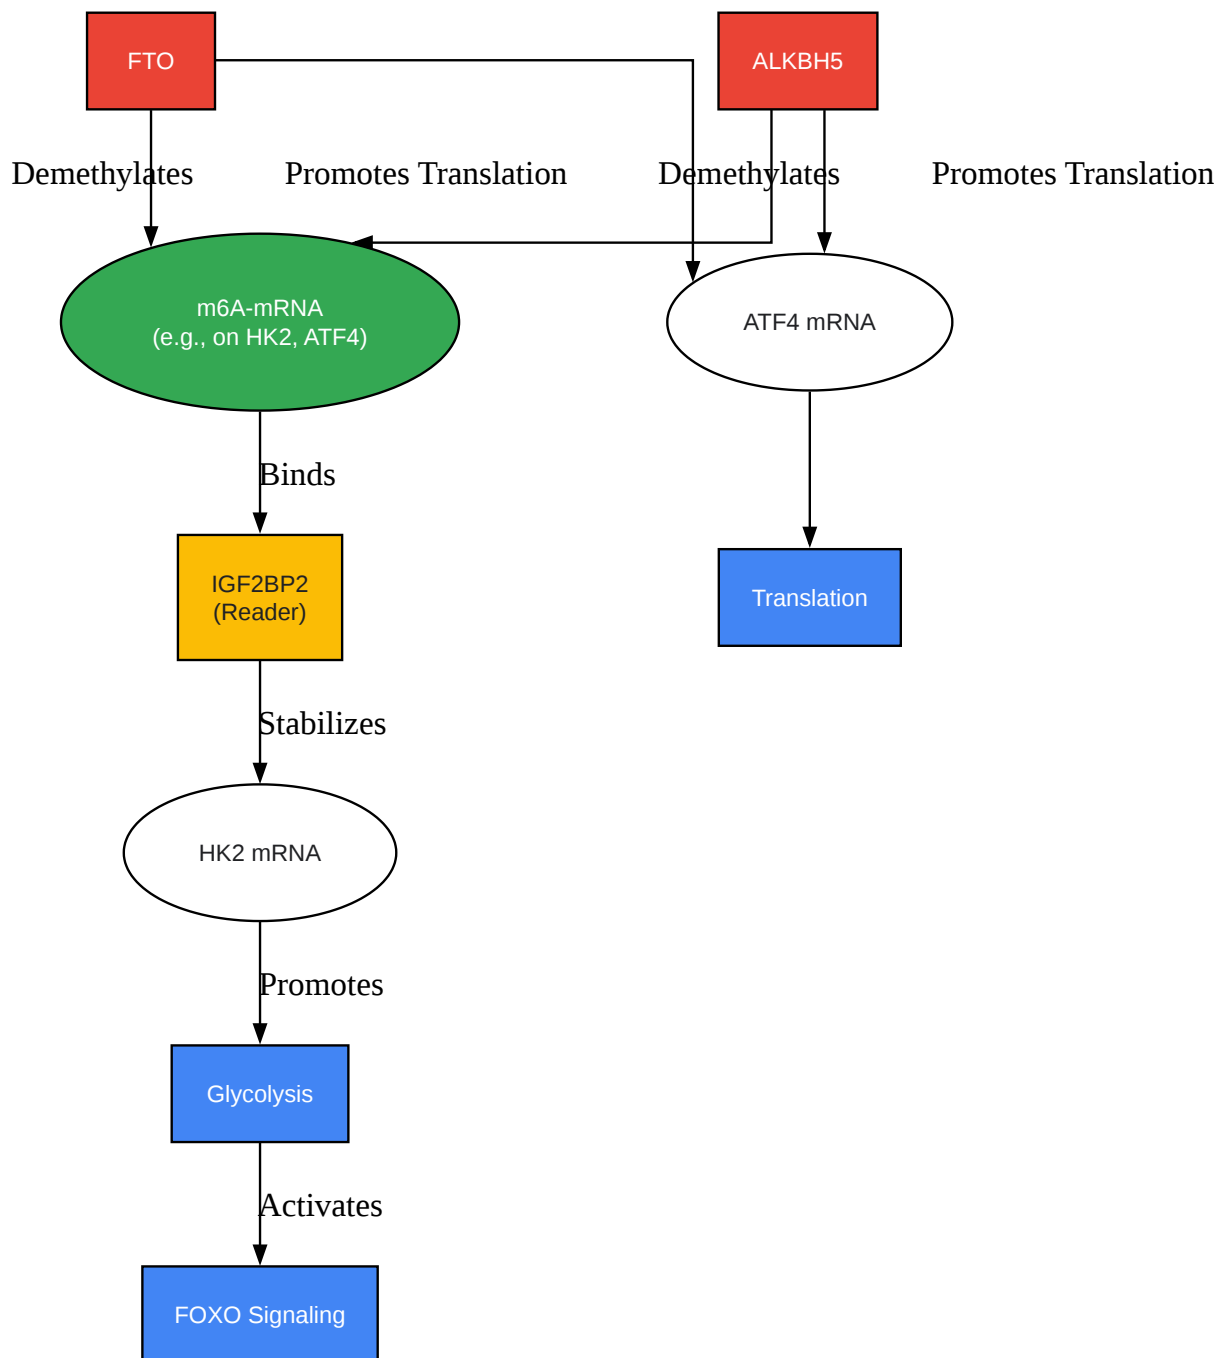 FTO
ALKBH5
Demethylates
Promotes Translation
Demethylates
Promotes Translation
m6A-mRNA
(e.g., on HK2, ATF4)
ATF4 mRNA
Binds
IGF2BP2
(Reader)
Translation
Stabilizes
HK2 mRNA
Promotes
Glycolysis
Activates
FOXO Signaling